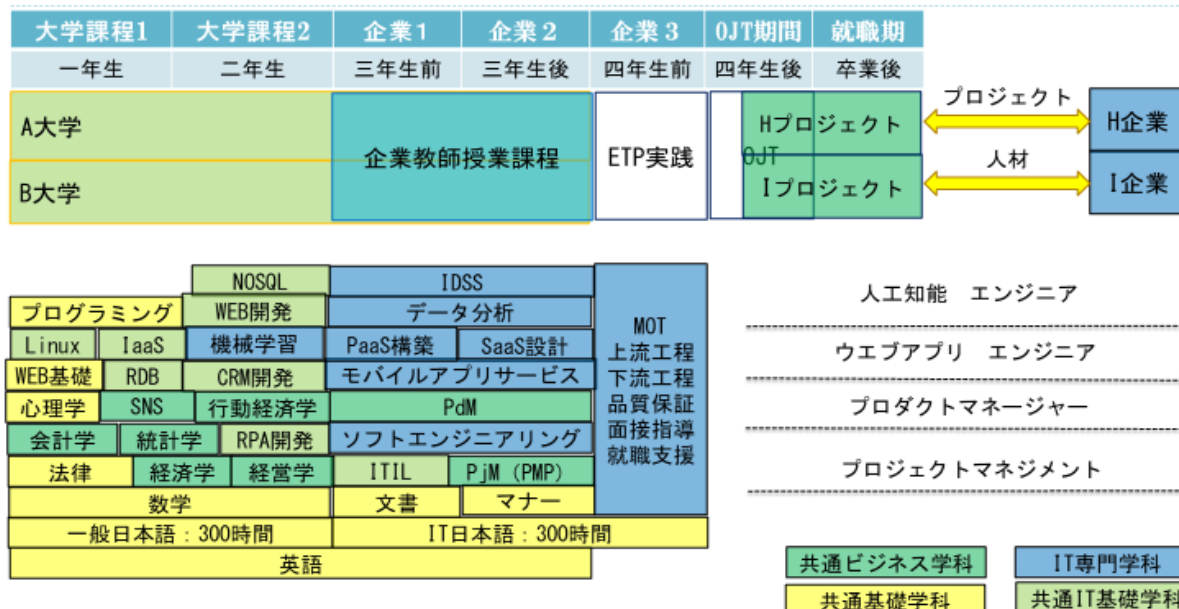 大学課程1 大学課程2 企業1 企業2 企業3 OJT期間 就職期
一年生 二年生 三年生前 三年生後 四年生前 四年生後 卒業後
A大学
B大学
企業教師授業課程
ETP実践
OJT
Hプロジェクト
Iプロジェクト
プロジェクト
人材
H企業
I企業
NOSQL IDSS
プログラミング WEB開発 データ分析
Linux IaaS 機械学習 PaaS構築 SaaS設計
WEB基礎 RDB CRM開発 モバイルアプリサービス
心理学 SNS 行動経済学 PdM
会計学 統計学 RPA開発 ソフトエンジニアリング
法律 経済学 経営学 ITIL PjM (PMP)
数学 文書 マナー
一般日本語:300時間 IT日本語:300時間
英語
MOT
上流工程
下流工程
品質保証
面接指導
就職支援
人工知能 エンジニア
ウエブアプリ エンジニア
プロダクトマネージャー
プロジェクトマネジメント
共通ビジネス学科 IT専門学科
共通基礎学科 共通IT基礎学科